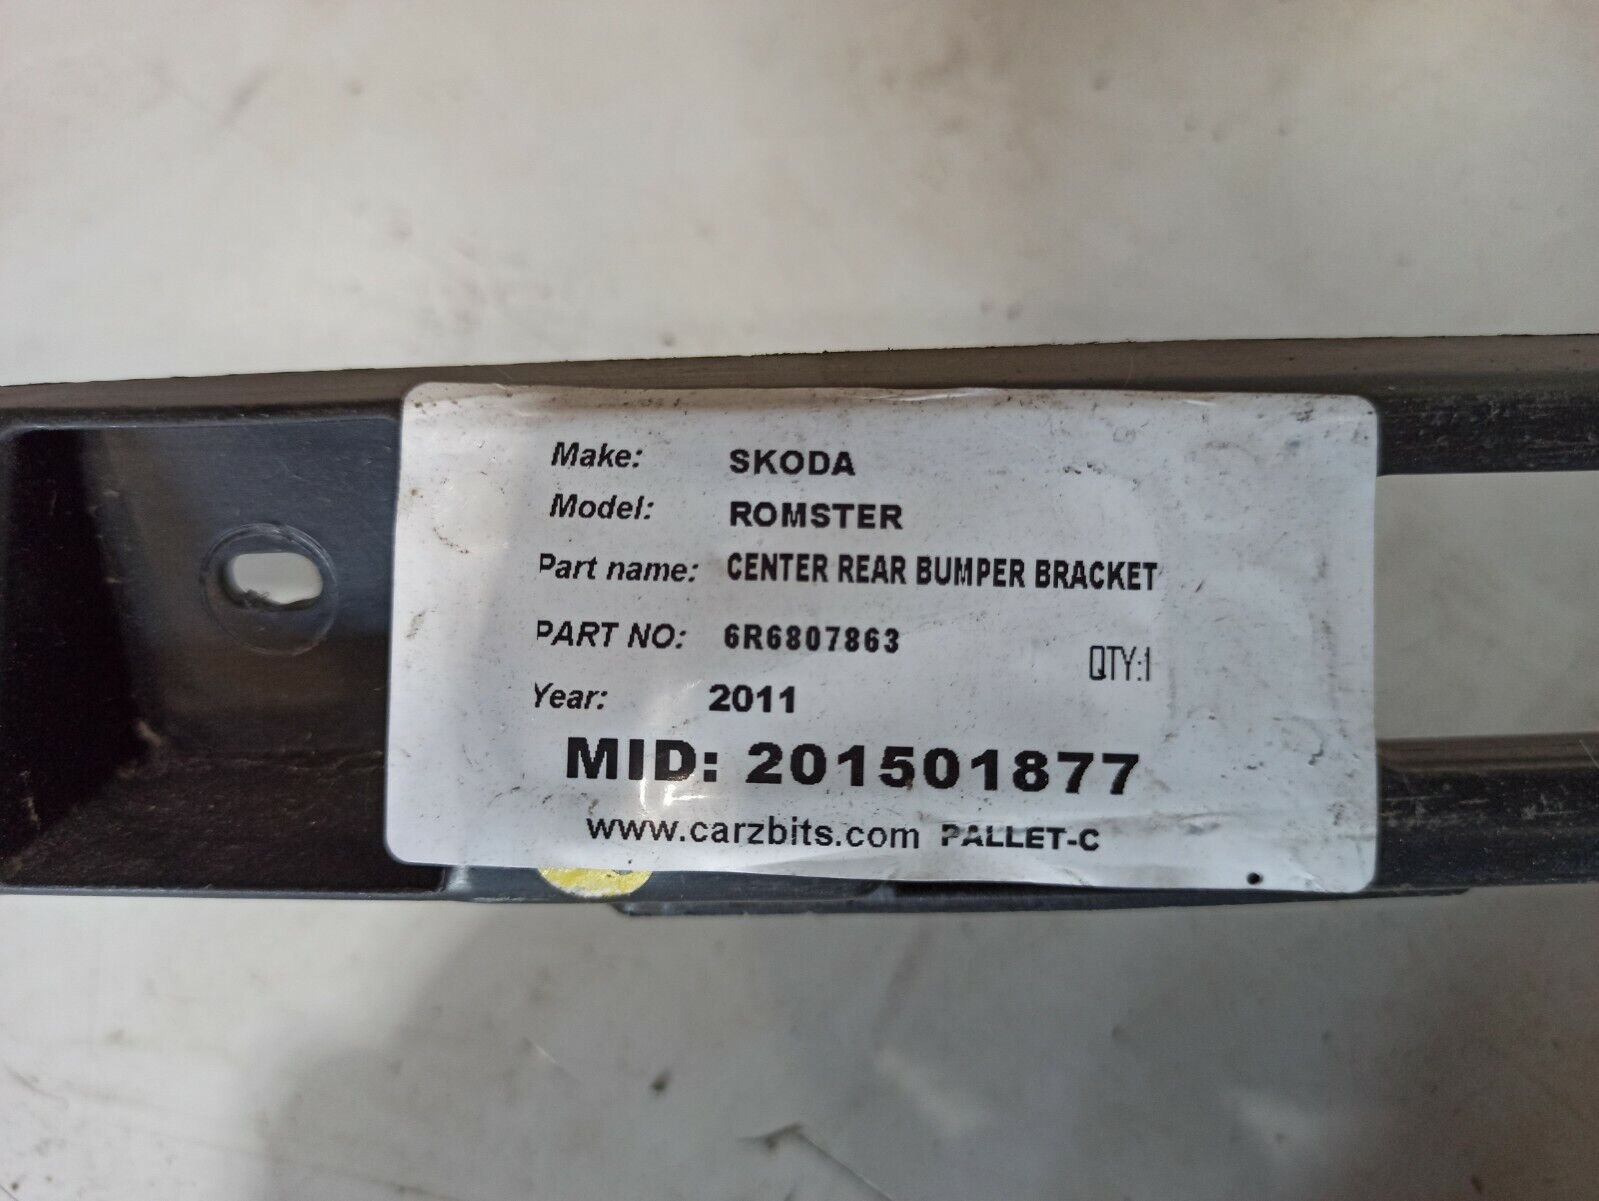 Make: SKODA
Model: ROMSTER
Part name: CENTER REAR BUMPER BRACKET
PART NO: 6R6807863
QTY:1
Year: 2011
MID: 201501877
www.carzbits.com PALLET-C